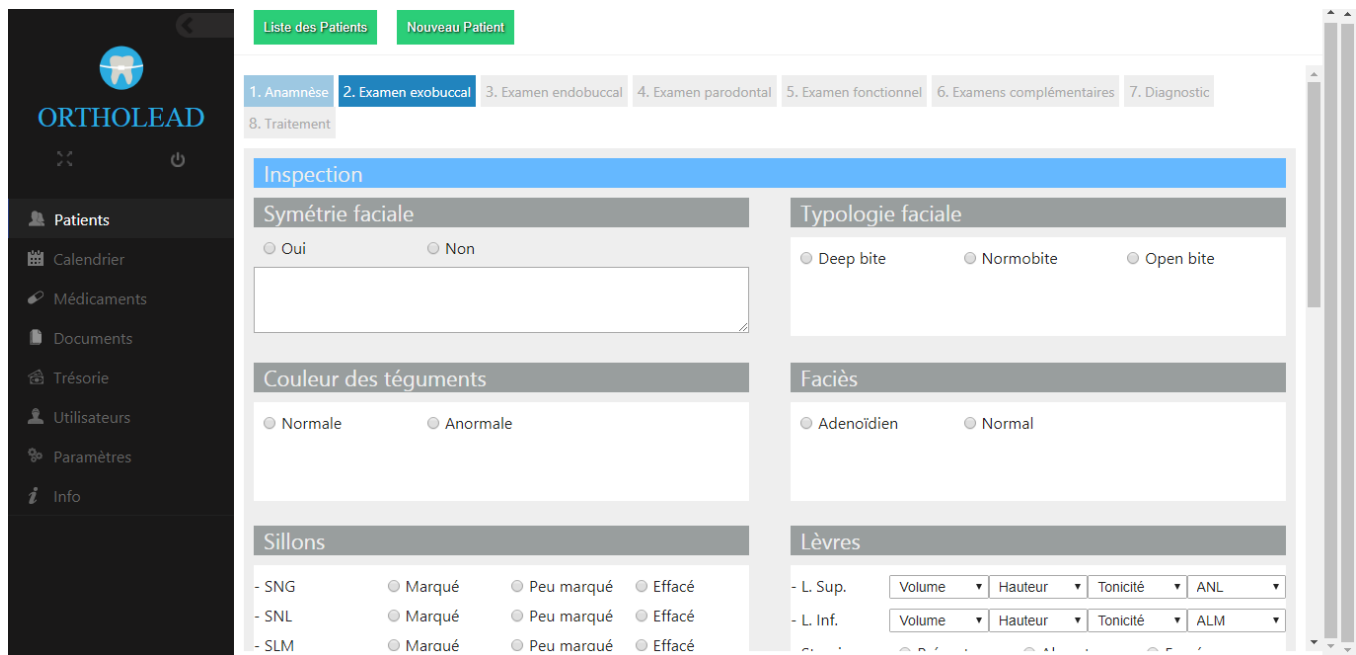 Liste des Patients Nouveau Patient
ORTHOLEAD
Patients
Calendrier
Médicaments
Documents
Trésorie
Utilisateurs
Paramètres
Info
1. Anamnèse 2. Examen exobuccal 3. Examen endobuccal 4. Examen parodontal 5. Examen fonctionnel 6. Examens complémentaires 7. Diagnostic
8. Traitement
Inspection
Symétrie faciale
Oui Non
Typologie faciale
Deep bite Normobite Open bite
Couleur des téguments
Normale Anormale
Faciès
Adenoïdien Normal
Sillons
- SNG Marqué Peu marqué Effacé
- SNL Marqué Peu marqué Effacé
- SLM Marqué Peu marqué Effacé
Lèvres
- L. Sup. Volume Hauteur Tonicité ANL
- L. Inf. Volume Hauteur Tonicité ALM